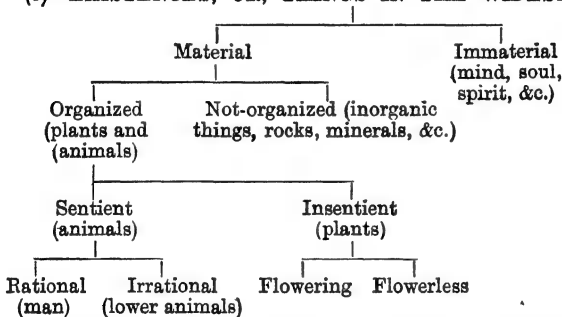 Material Immaterial
(mind, soul,
spirit, &c.)
Organized Not-organized (inorganic
(plants and things, rocks, minerals, &c.)
(animals)
Sentient Insentient
(animals) (plants)
Rational Irrational Flowering Flowerless
(man) (lower animals)